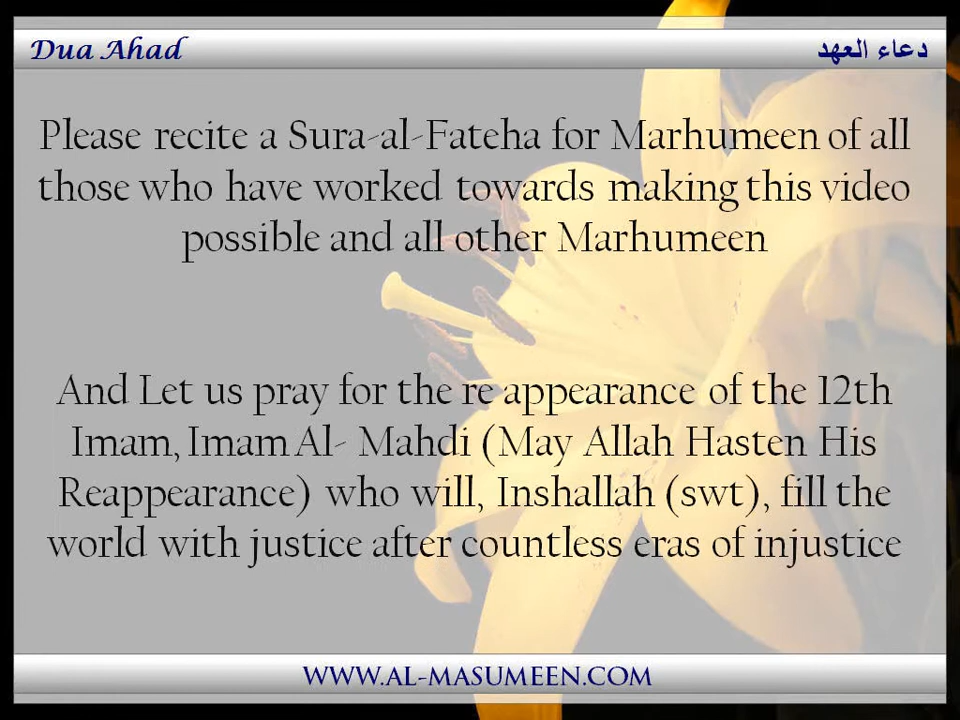 Dua Ahad
دعاء العهد
Please recite a Sura-al-Fateha for Marhumeen of all
those who have worked towards making this video
possible and all other Marhumeen
And Let us pray for the re appearance of the 12th
Imam, Imam Al- Mahdi (May Allah Hasten His
Reappearance) who will, Inshallah (swt), fill the
world with justice after countless eras of injustice
WWW.AL-MASUMEEN.COM